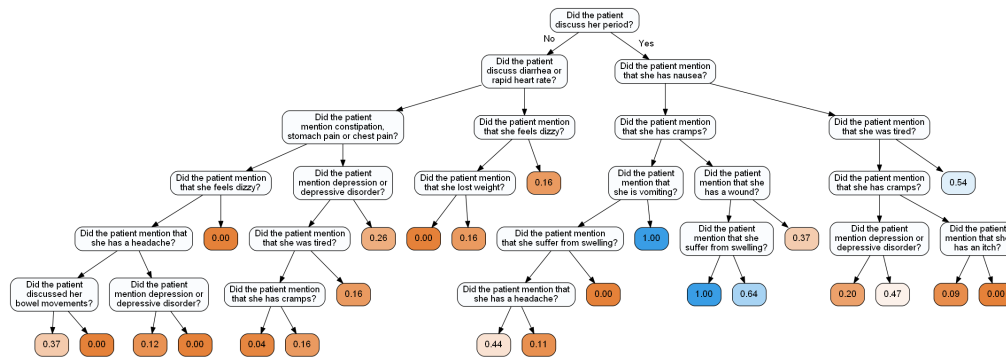 Did the patient
discuss her period?
No
Yes
Did the patient
discuss diarrhea or
rapid heart rate?
Did the patient mention
that she has nausea?
Did the patient
mention constipation,
stomach pain or chest pain?
Did the patient mention
that she feels dizzy?
Did the patient mention
that she has cramps?
Did the patient mention
that she was tired?
Did the patient mention
that she feels dizzy?
Did the patient
mention depression or
depressive disorder?
Did the patient mention
that she lost weight?
0.16
Did the patient
mention that she
is vomiting?
Did the patient
mention that she
has a wound?
Did the patient mention
that she has cramps?
0.54
Did the patient mention that
she has a headache?
0.00
Did the patient mention
that she was tired?
0.26
0.00
0.16
Did the patient mention
that she suffer from swelling?
1.00
Did the patient
mention that she
suffer from swelling?
0.37
Did the patient
mention depression or
depressive disorder?
Did the patient
mention that she
has an itch?
Did the patient
discussed her
bowel movements?
Did the patient
mention depression or
depressive disorder?
Did the patient mention
that she has cramps?
0.16
Did the patient mention that
she has a headache?
0.00
1.00
0.64
0.20
0.47
0.09
0.00
0.37
0.00
0.12
0.00
0.04
0.16
0.44
0.11